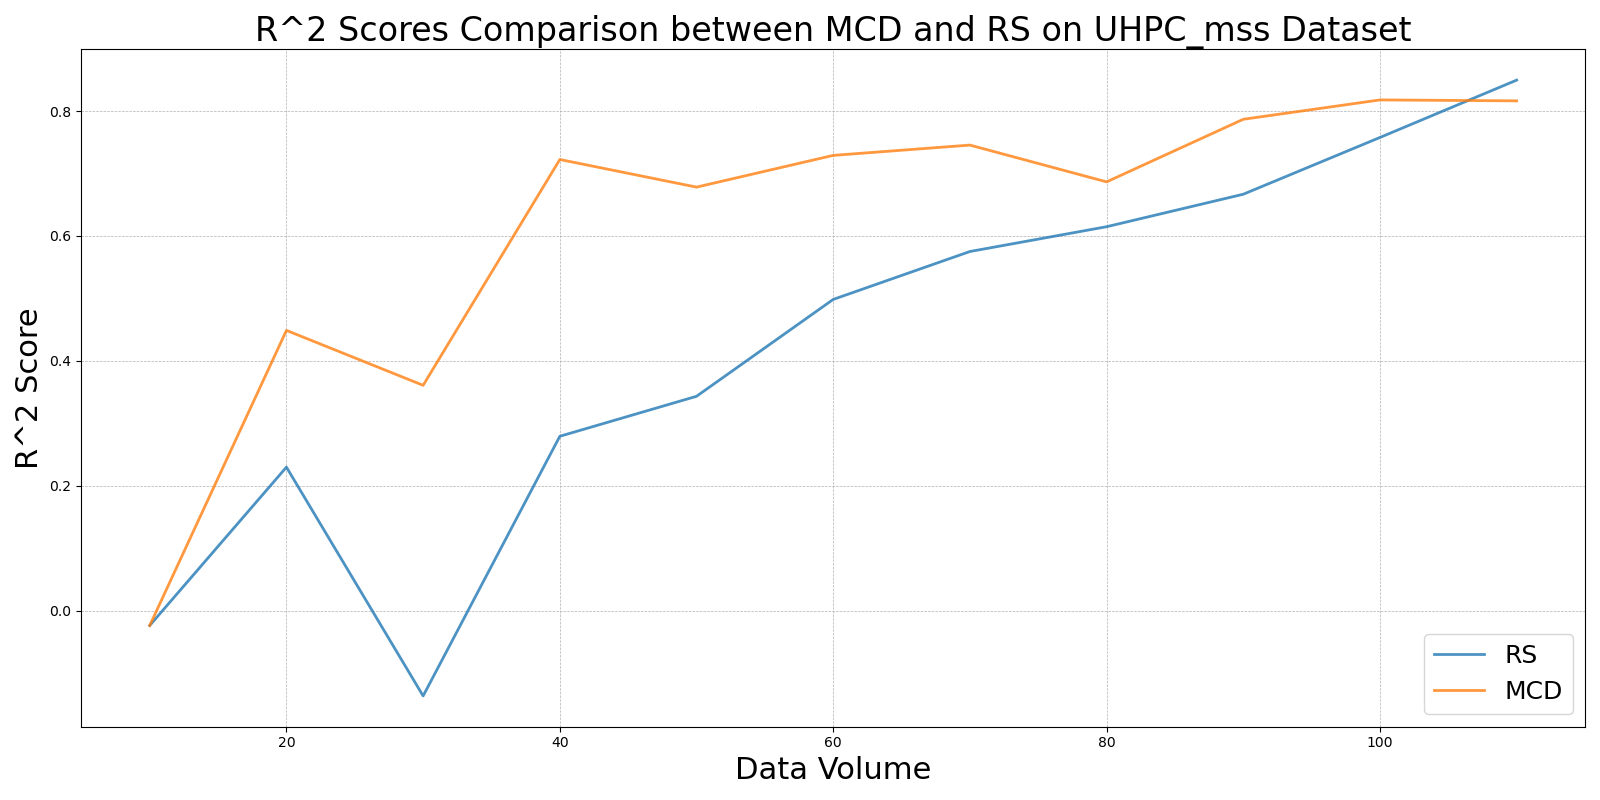 R^2 Scores Comparison between MCD and RS on UHPC_mss Dataset
R^2 Score
0.8
0.6
0.4
0.2
0.0
20 40 60 80 100
Data Volume
RS
MCD